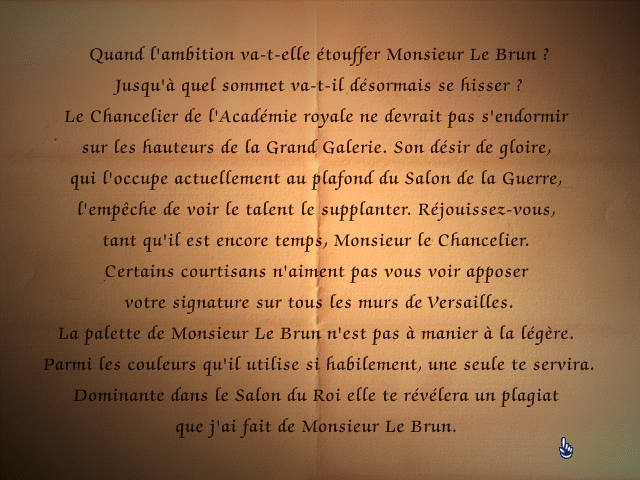 Quand l'ambition va-t-elle étouffer Monsieur Le Brun ?
Jusqu'à quel sommet va-t-il désormais se hisser ?
Le Chancelier de l'Académie royale ne devrait pas s'endormir
sur les hauteurs de la Grand Galerie. Son désir de gloire,
qui l'occupe actuellement au plafond du Salon de la Guerre,
l'empêche de voir le talent le supplanter. Réjouissez-vous,
tant qu'il est encore temps, Monsieur le Chancelier.
Certains courtisans n'aiment pas vous voir apposer
votre signature sur tous les murs de Versailles.
La palette de Monsieur Le Brun n'est pas à manier à la légère.
Parmi les couleurs qu'il utilise si habilement, une seule te servira.
Dominante dans le Salon du Roi elle te révélera un plagiat
que j'ai fait de Monsieur Le Brun.